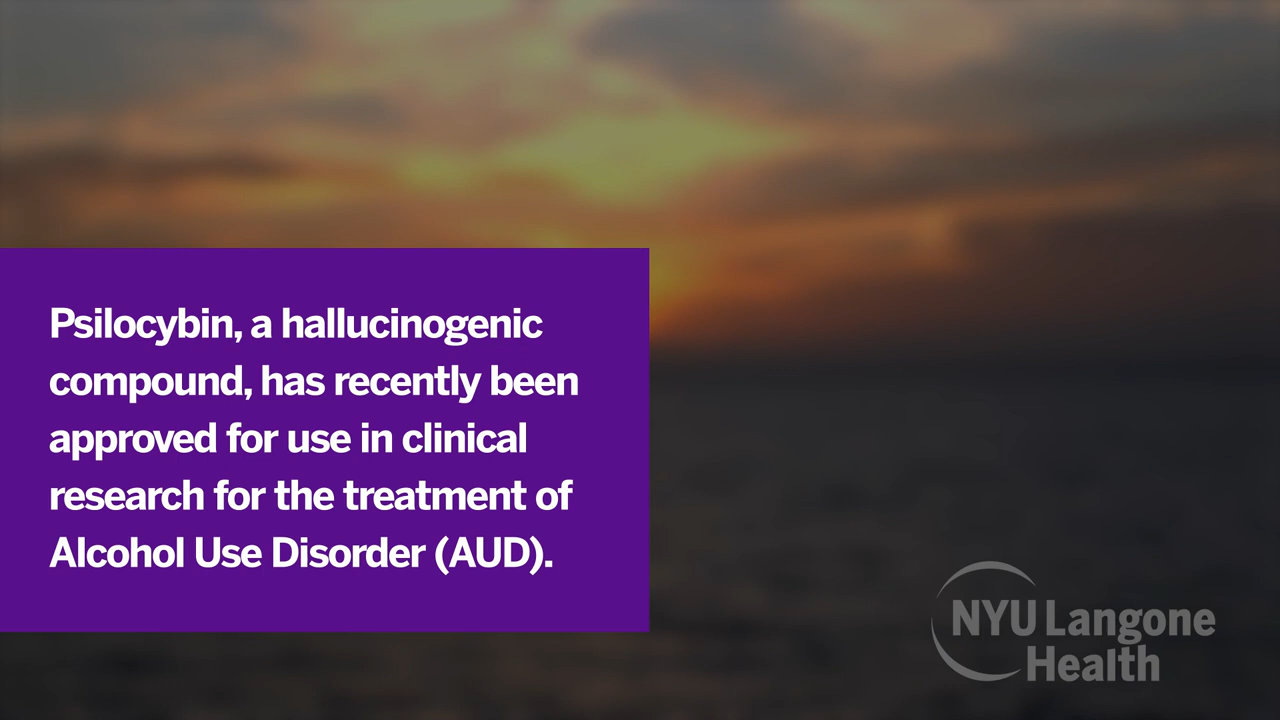 Psilocybin, a hallucinogenic
compound, has recently been
approved for use in clinical
research for the treatment of
Alcohol Use Disorder (AUD).
NYU Langone
Health